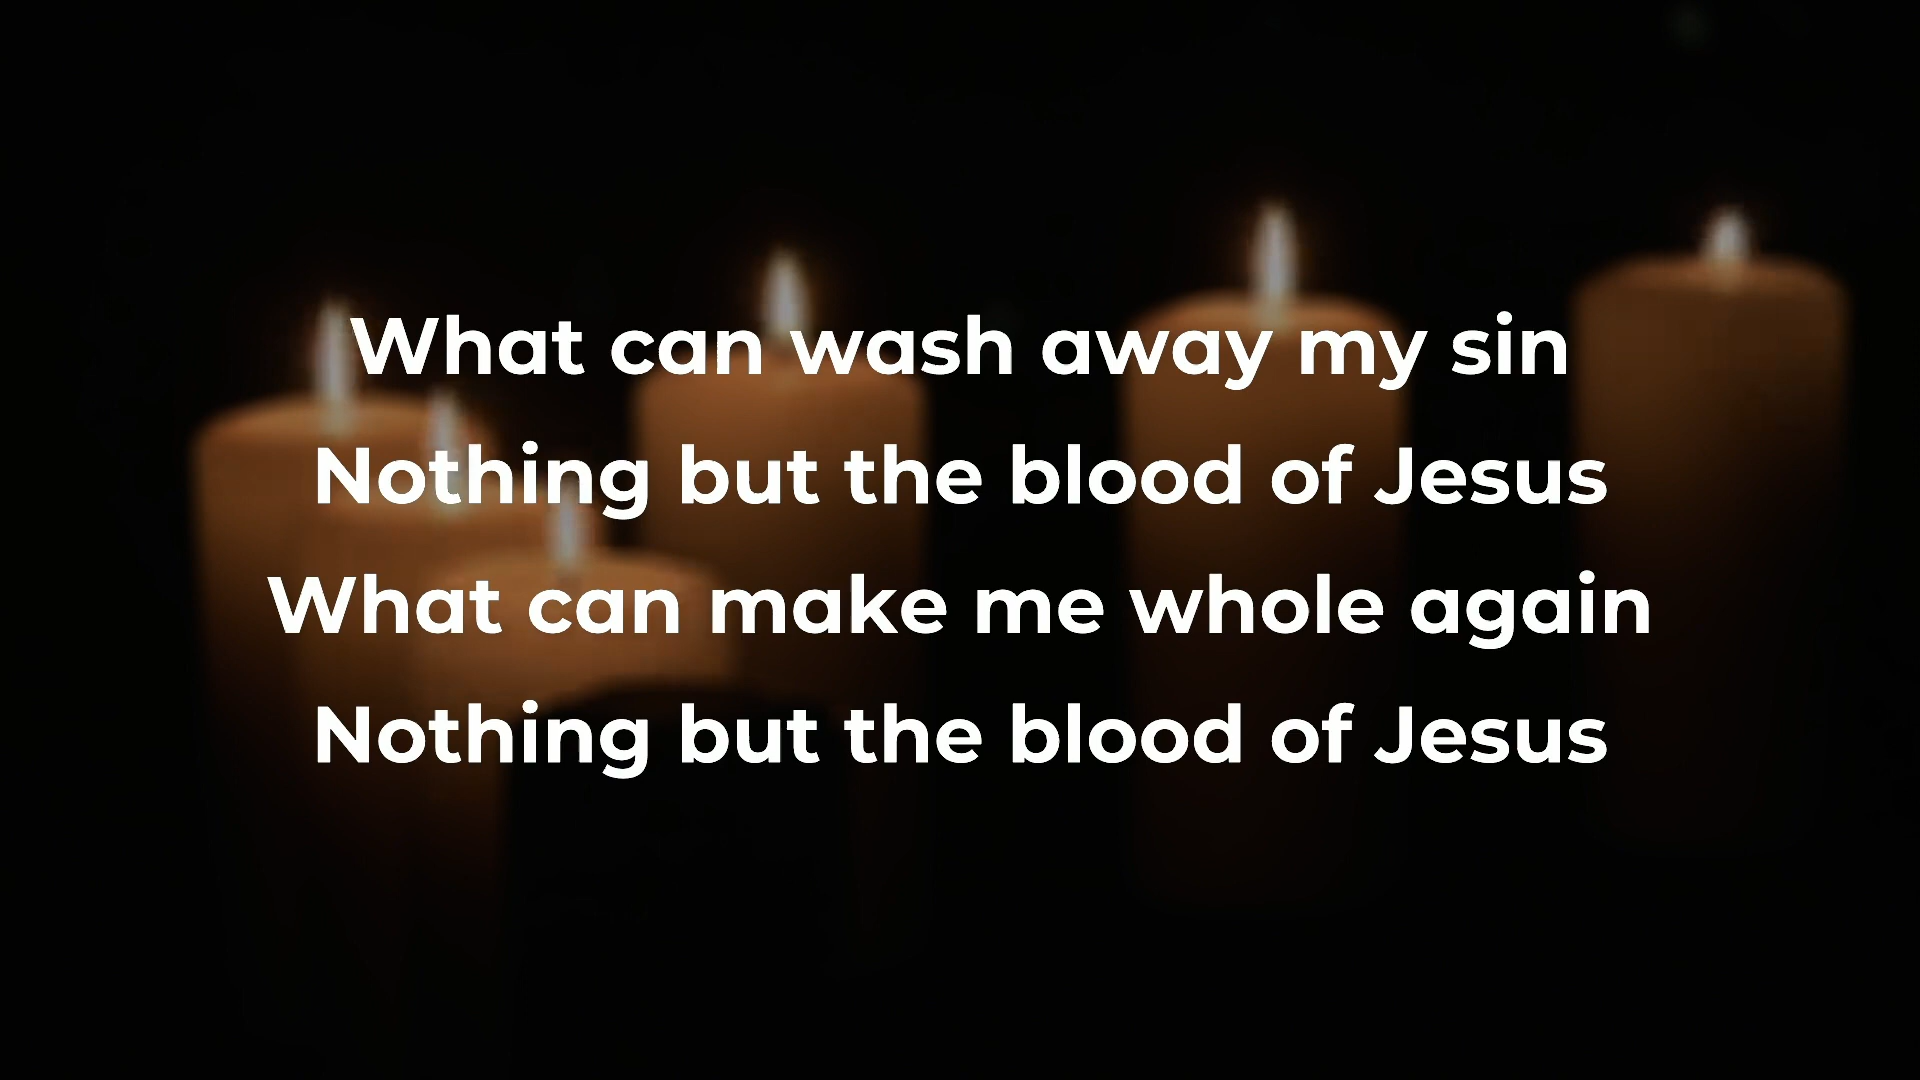 What can wash away my sin
Nothing but the blood of Jesus
What can make me whole again
Nothing but the blood of Jesus